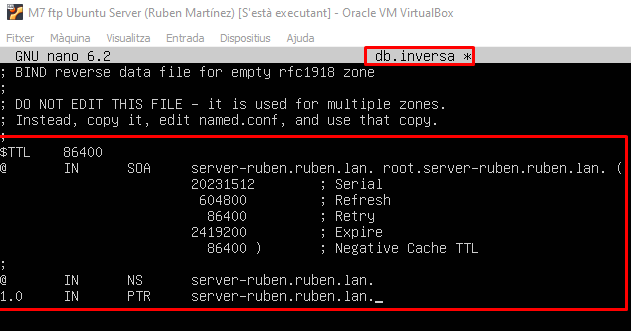 M7 ftp Ubuntu Server (Ruben Martínez) [S'està executant] - Oracle VM VirtualBox
Fitxer Màquina Visualitza Entrada Dispositius Ajuda
GNU nano 6.2 db.inversa *
; BIND reverse data file for empty rfc1918 zone
;
; DO NOT EDIT THIS FILE - it is used for multiple zones.
; Instead, copy it, edit named.conf, and use that copy.
;
$TTL 86400
@ IN SOA server-ruben.ruben.lan. root.server-ruben.ruben.lan. (
20231512 ; Serial
604800 ; Refresh
86400 ; Retry
2419200 ; Expire
86400 ) ; Negative Cache TTL
;
@ IN NS server-ruben.ruben.lan.
1.0 IN PTR server-ruben.ruben.lan._